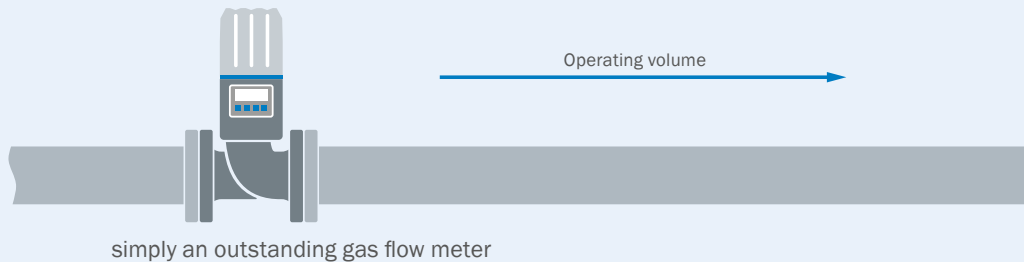 Operating volume
simply an outstanding gas flow meter